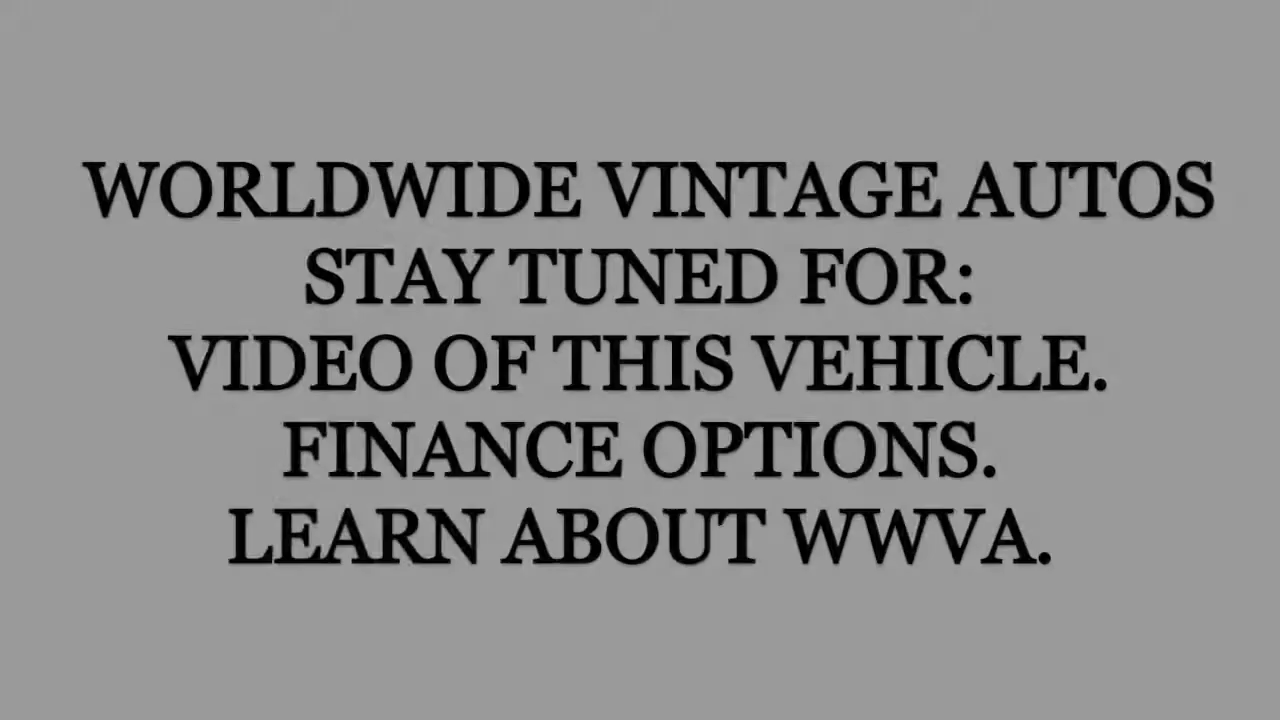 WORLDWIDE VINTAGE AUTOS
STAY TUNED FOR:
VIDEO OF THIS VEHICLE.
FINANCE OPTIONS.
LEARN ABOUT WWVA.